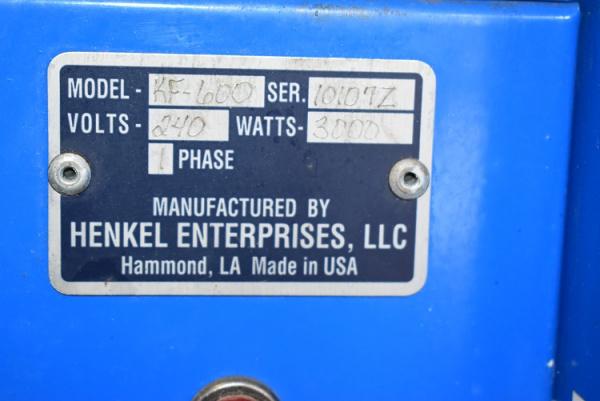 MODEL - KF-600 SER. 10107Z
VOLTS - 240 WATTS- 3000
1 PHASE
MANUFACTURED BY
HENKEL ENTERPRISES, LLC
Hammond, LA Made in USA